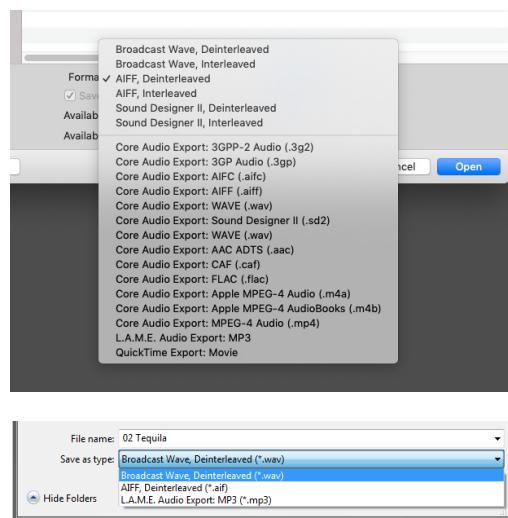 Broadcast Wave, Deinterleaved
Broadcast Wave, Interleaved
Forma ✓ AIFF, Deinterleaved
AIFF, Interleaved
Sav
Sound Designer II, Deinterleaved
Availab
Sound Designer II, Interleaved
Availab
Core Audio Export: 3GPP-2 Audio (.3g2)
Core Audio Export: 3GP Audio (.3gp)
ncel Open
Core Audio Export: AIFC (.aifc)
Core Audio Export: AIFF (.aiff)
Core Audio Export: WAVE (.wav)
Core Audio Export: Sound Designer II (.sd2)
Core Audio Export: WAVE (.wav)
Core Audio Export: AAC ADTS (.aac)
Core Audio Export: CAF (.caf)
Core Audio Export: FLAC (.flac)
Core Audio Export: Apple MPEG-4 Audio (.m4a)
Core Audio Export: Apple MPEG-4 AudioBooks (.m4b)
Core Audio Export: MPEG-4 Audio (.mp4)
L.A.M.E. Audio Export: MP3
QuickTime Export: Movie
File name: 02 Tequila
Save as type: Broadcast Wave, Deinterleaved (*.wav)
Broadcast Wave, Deinterleaved (*.wav)
AIFF, Deinterleaved (*.aif)
Hide Folders L.A.M.E. Audio Export: MP3 (*.mp3)